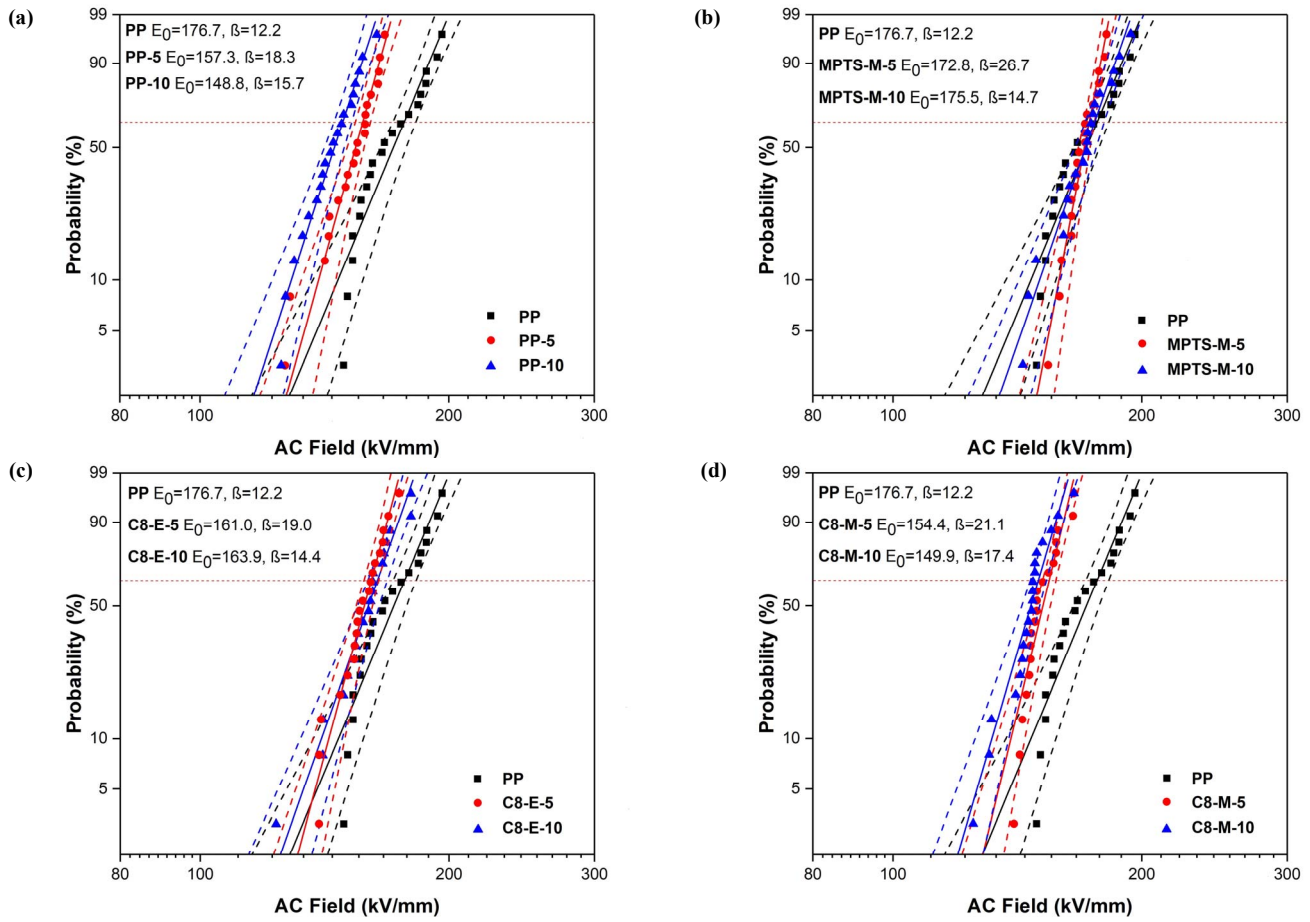 (a)
PP E0=176.7, ß=12.2
PP-5 E0=157.3, ß=18.3
PP-10 E0=148.8, ß=15.7
99
90
50
10
5
Probability (%)
PP
PP-5
PP-10
80 100 200 300
AC Field (kV/mm)
(b)
PP E0=176.7, ß=12.2
MPTS-M-5 E0=172.8, ß=26.7
MPTS-M-10 E0=175.5, ß=14.7
99
90
50
10
5
Probability (%)
PP
MPTS-M-5
MPTS-M-10
80 100 200 300
AC Field (kV/mm)
(c)
PP E0=176.7, ß=12.2
C8-E-5 E0=161.0, ß=19.0
C8-E-10 E0=163.9, ß=14.4
99
90
50
10
5
Probability (%)
PP
C8-E-5
C8-E-10
80 100 200 300
AC Field (kV/mm)
(d)
PP E0=176.7, ß=12.2
C8-M-5 E0=154.4, ß=21.1
C8-M-10 E0=149.9, ß=17.4
99
90
50
10
5
Probability (%)
PP
C8-M-5
C8-M-10
80 100 200 300
AC Field (kV/mm)